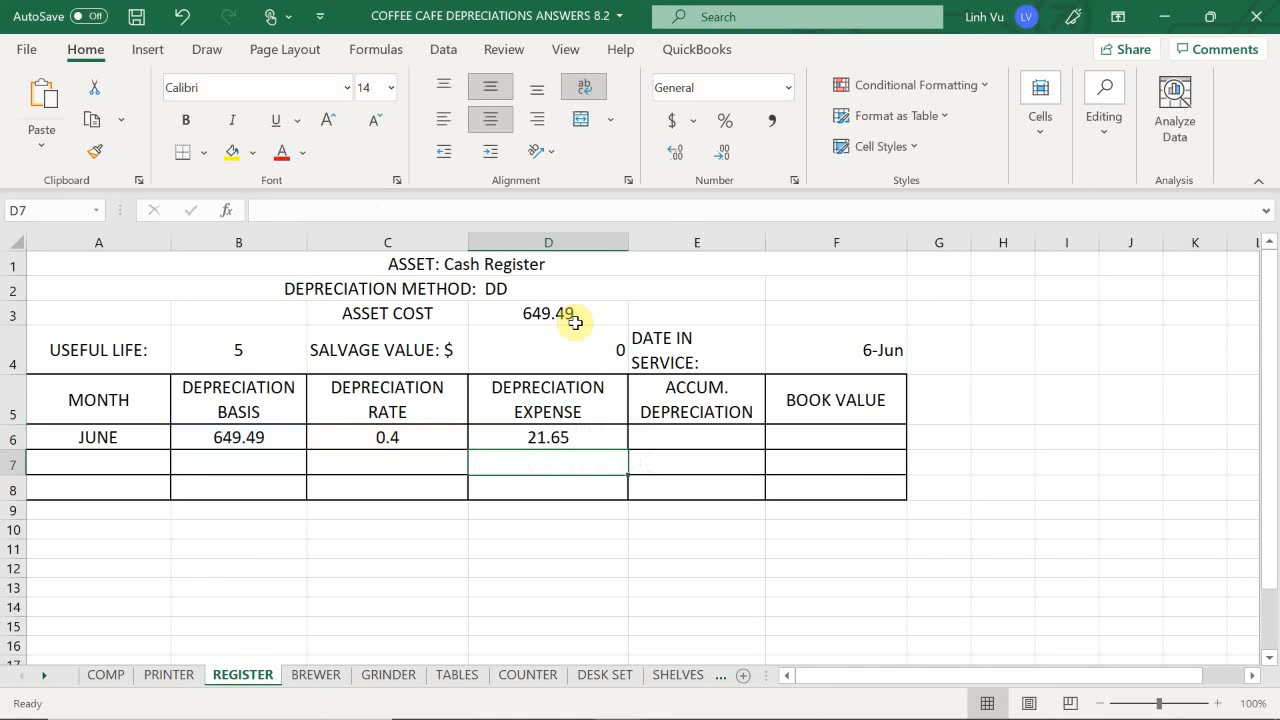 AutoSave Off COFFEE CAFE DEPRECIATIONS ANSWERS 8.2 Search Linh Vu LV
File Home Insert Draw Page Layout Formulas Data Review View Help QuickBooks Share Comments
Paste Calibri 14 General Conditional Formatting
B I U A A $ % , Format as Table Cells Editing Analyze Data
A Cell Styles
Clipboard Font Alignment Number Styles Analysis
D7 fx
A B C D E F G H I J K L
1 ASSET: Cash Register
2 DEPRECIATION METHOD: DD
3 ASSET COST 649.49
4 USEFUL LIFE: 5 SALVAGE VALUE: $ 0 DATE IN SERVICE: 6-Jun
5 MONTH DEPRECIATION BASIS DEPRECIATION RATE DEPRECIATION EXPENSE ACCUM. DEPRECIATION BOOK VALUE
6 JUNE 649.49 0.4 21.65
7
8
9
10
11
12
13
14
15
16
17
COMP PRINTER REGISTER BREWER GRINDER TABLES COUNTER DESK SET SHELVES ...
Ready 100%